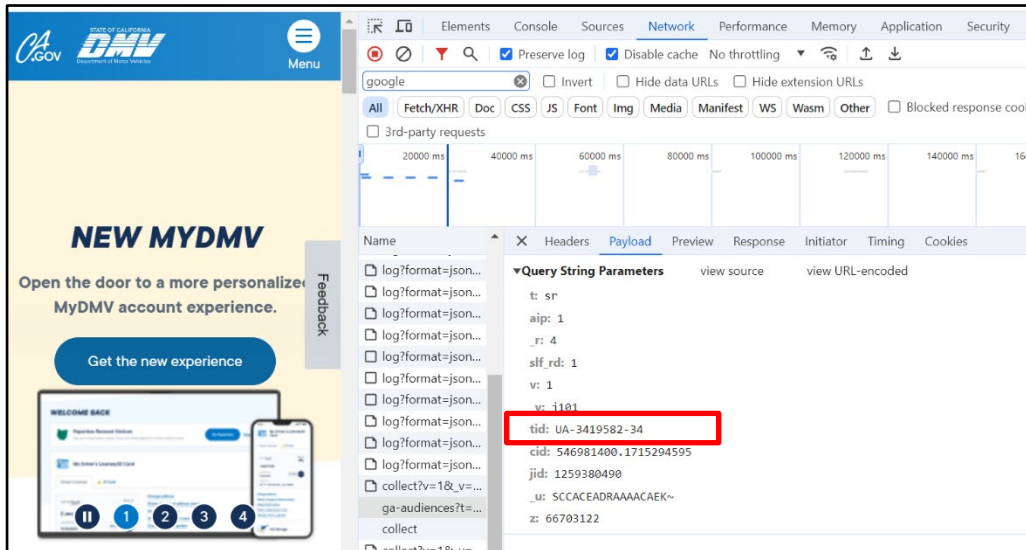 CA.GOV
STATE OF CALIFORNIA
DMV
Department of Motor Vehicles
Menu
NEW MYDMV
Open the door to a more personalize
MyDMV account experience.
Get the new experience
Feedback
WELCOME BACK
1
2
3
4
Elements Console Sources Network Performance Memory Application Security
Preserve log Disable cache No throttling
google Invert Hide data URLs Hide extension URLs
All Fetch/XHR Doc CSS JS Font Img Media Manifest WS Wasm Other Blocked response cool
3rd-party requests
20000 ms 40000 ms 60000 ms 80000 ms 100000 ms 120000 ms 140000 ms 16
Name
log?format=json...
log?format=json...
log?format=json...
log?format=json...
log?format=json...
log?format=json...
log?format=json...
log?format=json...
log?format=json...
log?format=json...
collect?v=1&_v=...
ga-audiences?t=...
collect
collect?v=1&_v=...
Headers Payload Preview Response Initiator Timing Cookies
Query String Parameters view source view URL-encoded
t: sr
aip: 1
_r: 4
slf_rd: 1
v: 1
_v: j101
tid: UA-3419582-34
cid: 546981400.1715294595
jid: 1259380490
_u: SCCACEADRAAAACAEK~
z: 66703122